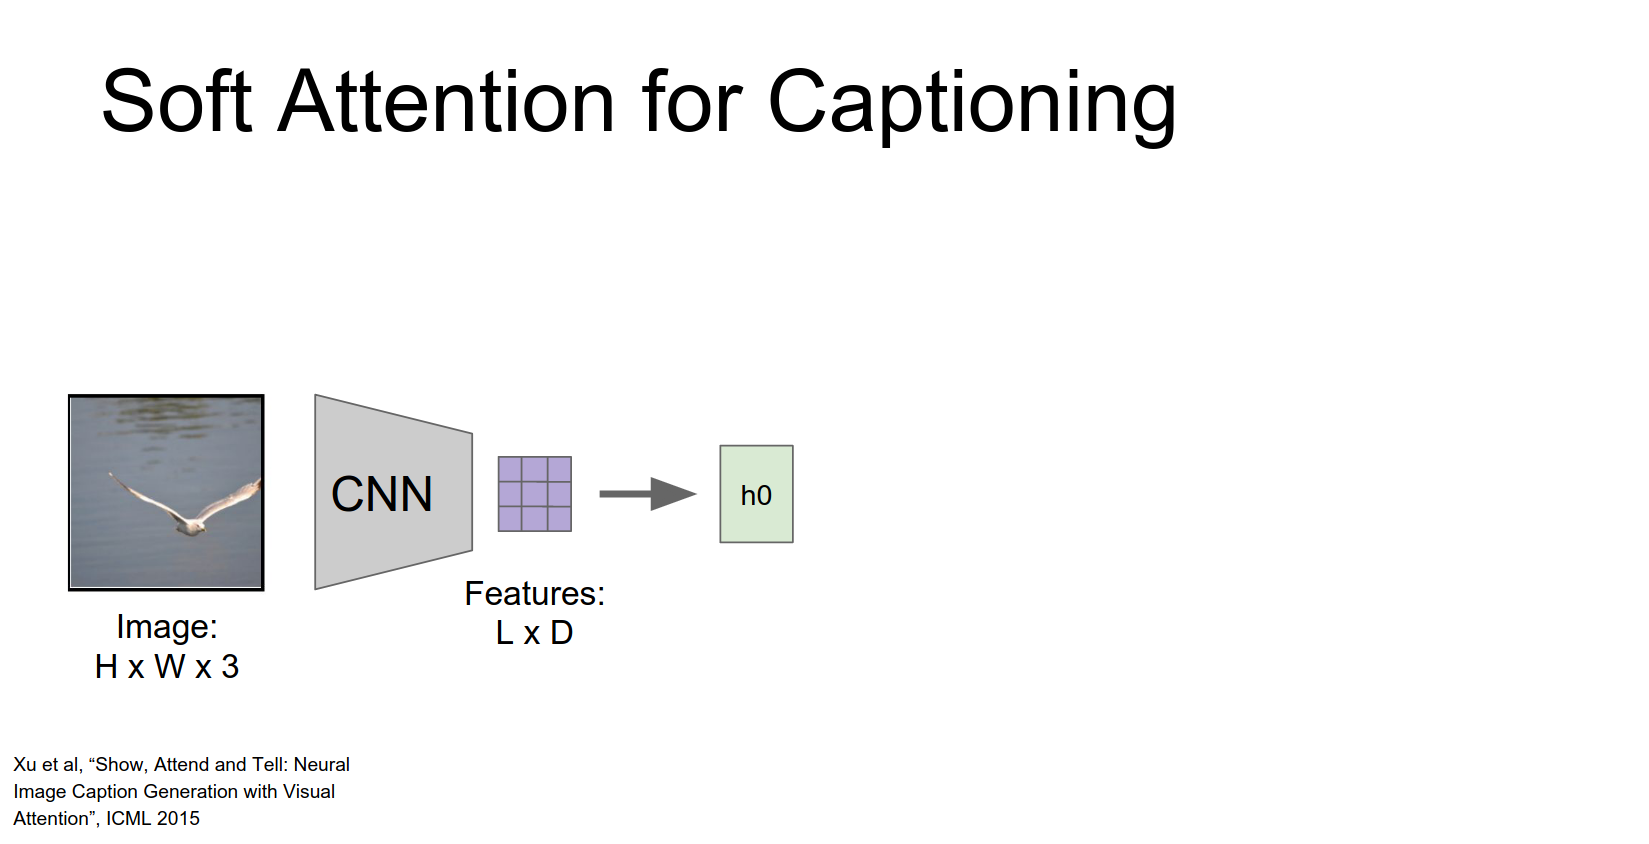 Soft Attention for Captioning
CNN
h0
Features:
L x D
Image:
H x W x 3
Xu et al, “Show, Attend and Tell: Neural
Image Caption Generation with Visual
Attention”, ICML 2015